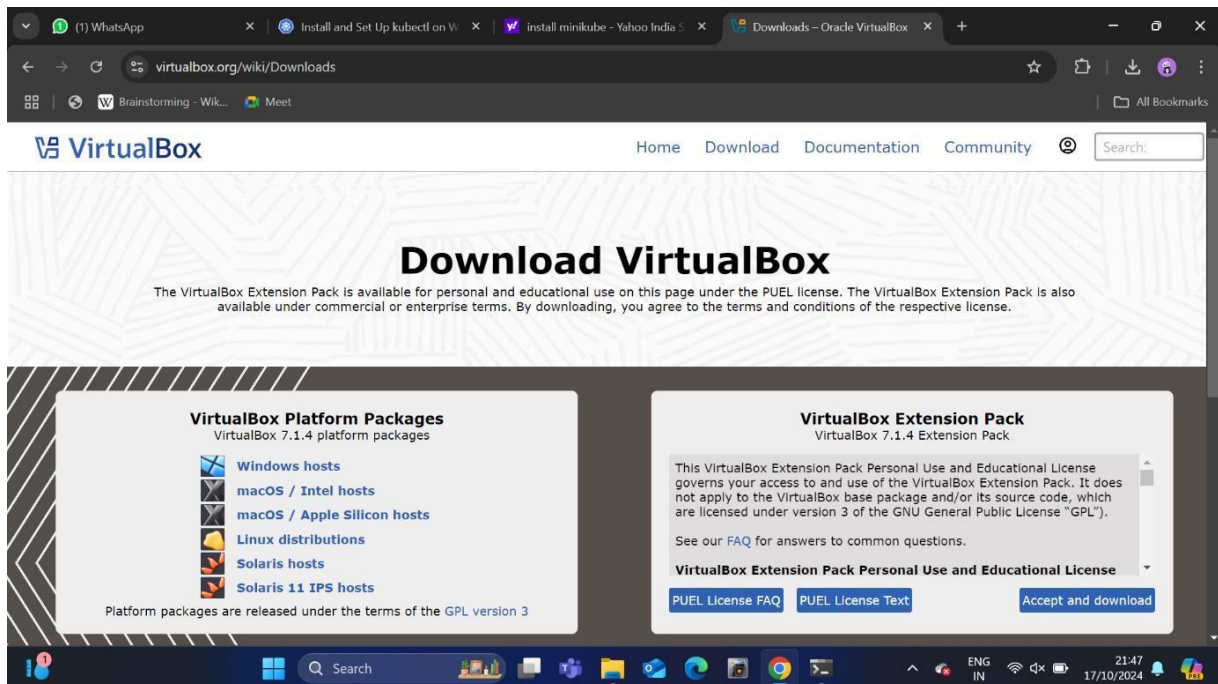 (1) WhatsApp
Install and Set Up kubectl on W
install minikube - Yahoo India S
Downloads – Oracle VirtualBox
virtualbox.org/wiki/Downloads
Brainstorming - Wik...
Meet
All Bookmarks
VirtualBox
Home
Download
Documentation
Community
Search:
Download VirtualBox
The VirtualBox Extension Pack is available for personal and educational use on this page under the PUEL license. The VirtualBox Extension Pack is also
available under commercial or enterprise terms. By downloading, you agree to the terms and conditions of the respective license.
VirtualBox Platform Packages
VirtualBox 7.1.4 platform packages
Windows hosts
macOS / Intel hosts
macOS / Apple Silicon hosts
Linux distributions
Solaris hosts
Solaris 11 IPS hosts
Platform packages are released under the terms of the GPL version 3
VirtualBox Extension Pack
VirtualBox 7.1.4 Extension Pack
This VirtualBox Extension Pack Personal Use and Educational License
governs your access to and use of the VirtualBox Extension Pack. It does
not apply to the VirtualBox base package and/or its source code, which
are licensed under version 3 of the GNU General Public License “GPL”).
See our FAQ for answers to common questions.
VirtualBox Extension Pack Personal Use and Educational License
PUEL License FAQ
PUEL License Text
Accept and download
1
Search
ENG
IN
21:47
17/10/2024
PRE